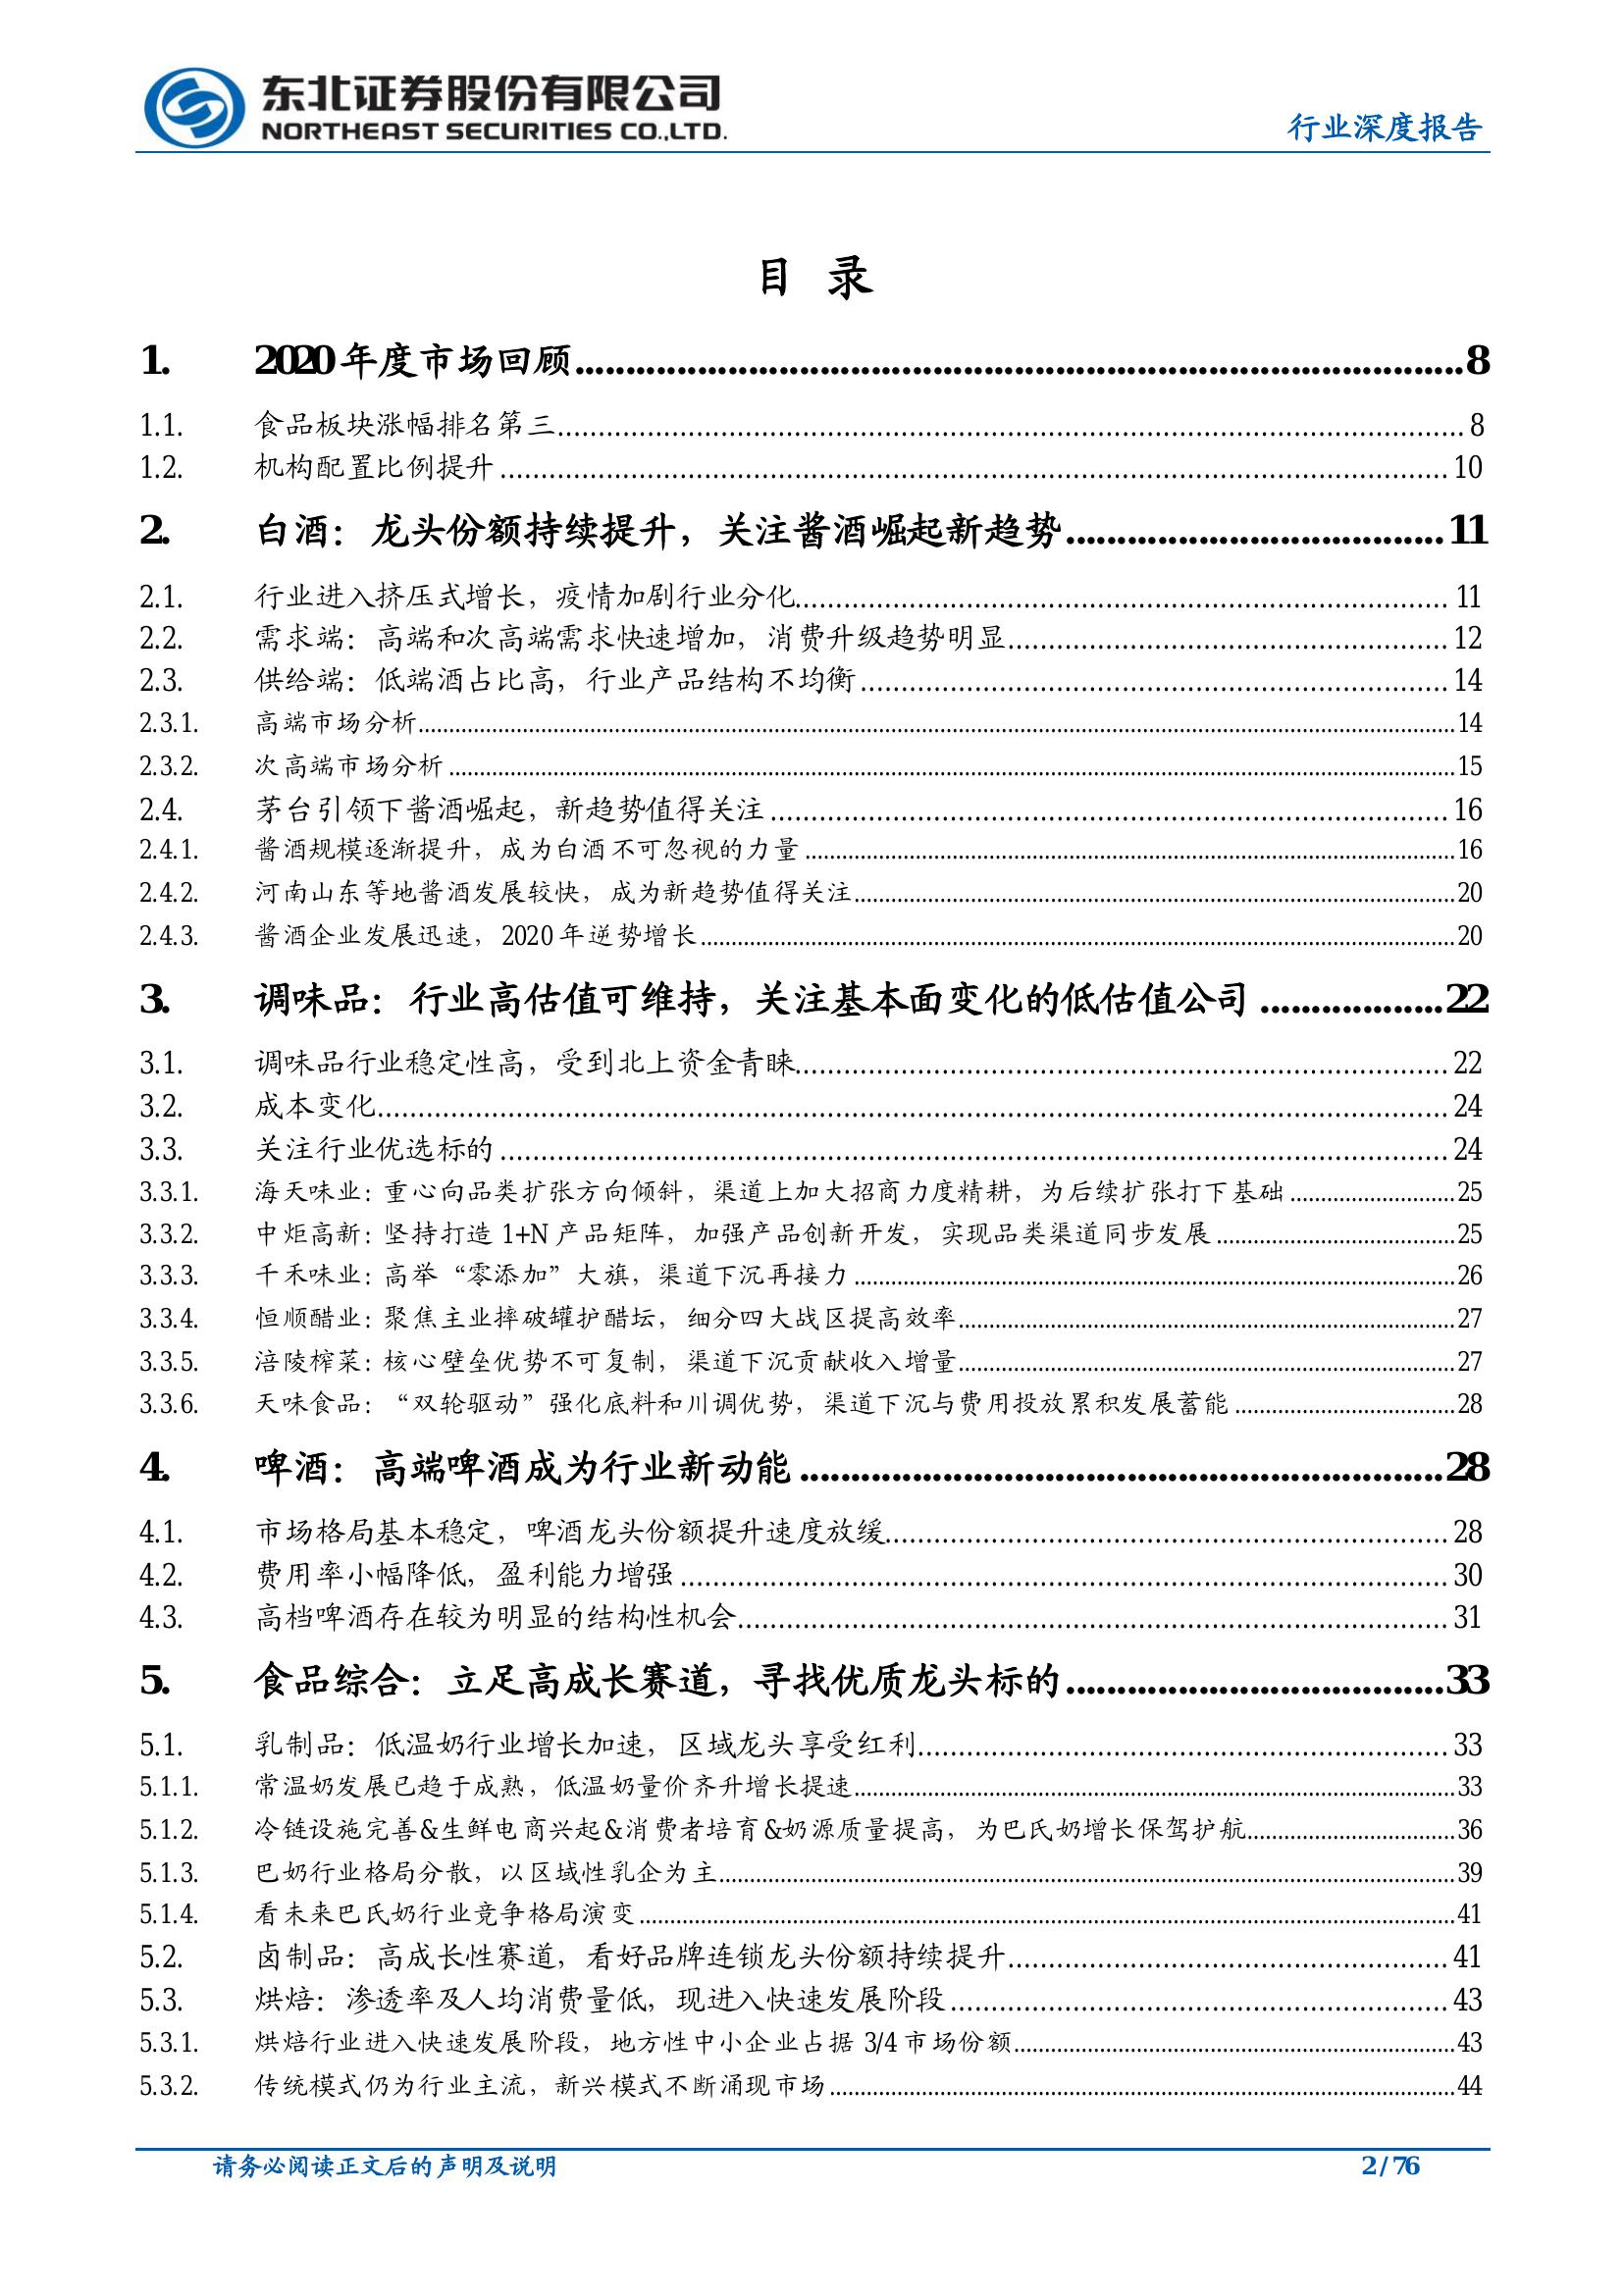 东北证券股份有限公司
NORTHEAST SECURITIES CO.,LTD.
行业深度报告
目 录
1. 2020年度市场回顾........8
1.1. 食品板块涨幅排名第三........8
1.2. 机构配置比例提升........10
2. 白酒：龙头份额持续提升，关注酱酒崛起新趋势........11
2.1. 行业进入挤压式增长，疫情加剧行业分化........11
2.2. 需求端：高端和次高端需求快速增加，消费升级趋势明显........12
2.3. 供给端：低端酒占比高，行业产品结构不均衡........14
2.3.1. 高端市场分析........14
2.3.2. 次高端市场分析........15
2.4. 茅台引领下酱酒崛起，新趋势值得关注........16
2.4.1. 酱酒规模逐渐提升，成为白酒不可忽视的力量........16
2.4.2. 河南山东等地酱酒发展较快，成为新趋势值得关注........20
2.4.3. 酱酒企业发展迅速，2020年逆势增长........20
3. 调味品：行业高估值可维持，关注基本面变化的低估值公司........22
3.1. 调味品行业稳定性高，受到北上资金青睐........22
3.2. 成本变化........24
3.3. 关注行业优选标的........24
3.3.1. 海天味业：重心向品类扩张方向倾斜，渠道上加大招商力度精耕，为后续扩张打下基础........25
3.3.2. 中炬高新：坚持打造1+N产品矩阵，加强产品创新开发，实现品类渠道同步发展........25
3.3.3. 千禾味业：高举“零添加”大旗，渠道下沉再接力........26
3.3.4. 恒顺醋业：聚焦主业摔破罐护醋坛，细分四大战区提高效率........27
3.3.5. 涪陵榨菜：核心壁垒优势不可复制，渠道下沉贡献收入增量........27
3.3.6. 天味食品：“双轮驱动”强化底料和川调优势，渠道下沉与费用投放累积发展蓄能........28
4. 啤酒：高端啤酒成为行业新动能........28
4.1. 市场格局基本稳定，啤酒龙头份额提升速度放缓........28
4.2. 费用率小幅降低，盈利能力增强........30
4.3. 高档啤酒存在较为明显的结构性机会........31
5. 食品综合：立足高成长赛道，寻找优质龙头标的........33
5.1. 乳制品：低温奶行业增长加速，区域龙头享受红利........33
5.1.1. 常温奶发展已趋于成熟，低温奶量价齐升增长提速........33
5.1.2. 冷链设施完善&生鲜电商兴起&消费者培育&奶源质量提高，为巴氏奶增长保驾护航........36
5.1.3. 巴奶行业格局分散，以区域性乳企为主........39
5.1.4. 看未来巴氏奶行业竞争格局演变........41
5.2. 卤制品：高成长性赛道，看好品牌连锁龙头份额持续提升........41
5.3. 烘焙：渗透率及人均消费量低，现进入快速发展阶段........43
5.3.1. 烘焙行业进入快速发展阶段，地方性中小企业占据3/4市场份额........43
5.3.2. 传统模式仍为行业主流，新兴模式不断涌现市场........44
请务必阅读正文后的声明及说明 2 / 76